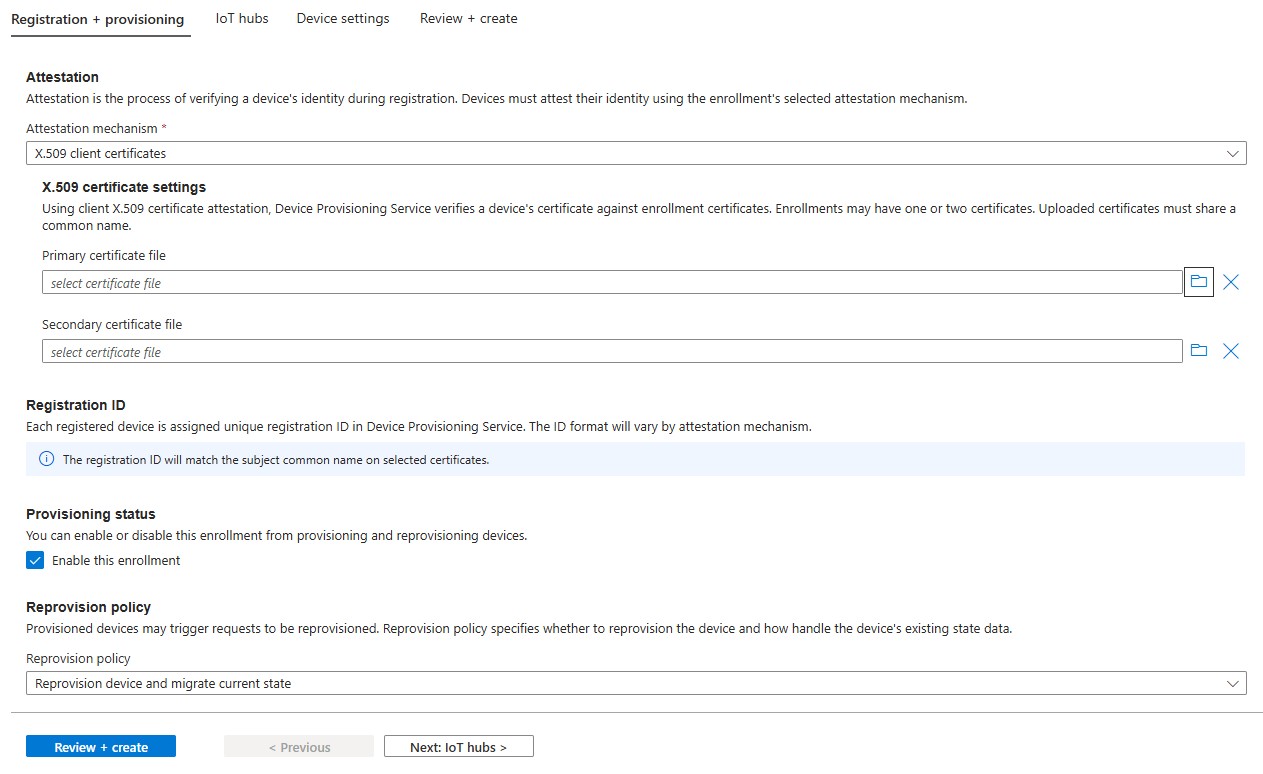 Registration + provisioning IoT hubs Device settings Review + create
Attestation
Attestation is the process of verifying a device's identity during registration. Devices must attest their identity using the enrollment's selected attestation mechanism.
Attestation mechanism *
X.509 client certificates
X.509 certificate settings
Using client X.509 certificate attestation, Device Provisioning Service verifies a device's certificate against enrollment certificates. Enrollments may have one or two certificates. Uploaded certificates must share a
common name.
Primary certificate file
select certificate file
Secondary certificate file
select certificate file
Registration ID
Each registered device is assigned unique registration ID in Device Provisioning Service. The ID format will vary by attestation mechanism.
The registration ID will match the subject common name on selected certificates.
Provisioning status
You can enable or disable this enrollment from provisioning and reprovisioning devices.
Enable this enrollment
Reprovision policy
Provisioned devices may trigger requests to be reprovisioned. Reprovision policy specifies whether to reprovision the device and how handle the device's existing state data.
Reprovision policy
Reprovision device and migrate current state
Review + create < Previous Next: IoT hubs >